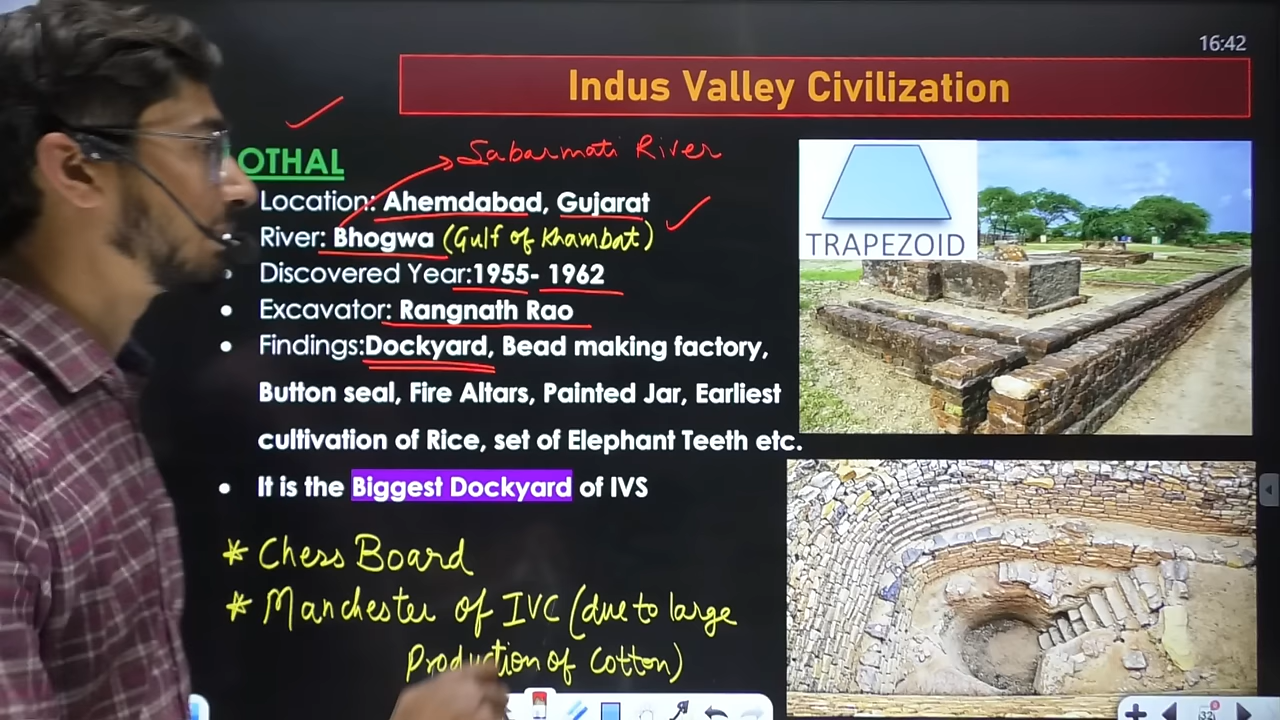 16:42
Indus Valley Civilization
OTHAL
Sabarmati River
Location: Ahemdabad, Gujarat
River: Bhogwa (Gulf of Khambat)
• Discovered Year:1955- 1962
• Excavator: Rangnath Rao
• Findings:Dockyard, Bead making factory,
Button seal, Fire Altars, Painted Jar, Earliest
cultivation of Rice, set of Elephant Teeth etc.
• It is the Biggest Dockyard of IVS
* Chess Board
* Manchester of IVC (due to large
Production of Cotton)
TRAPEZOID